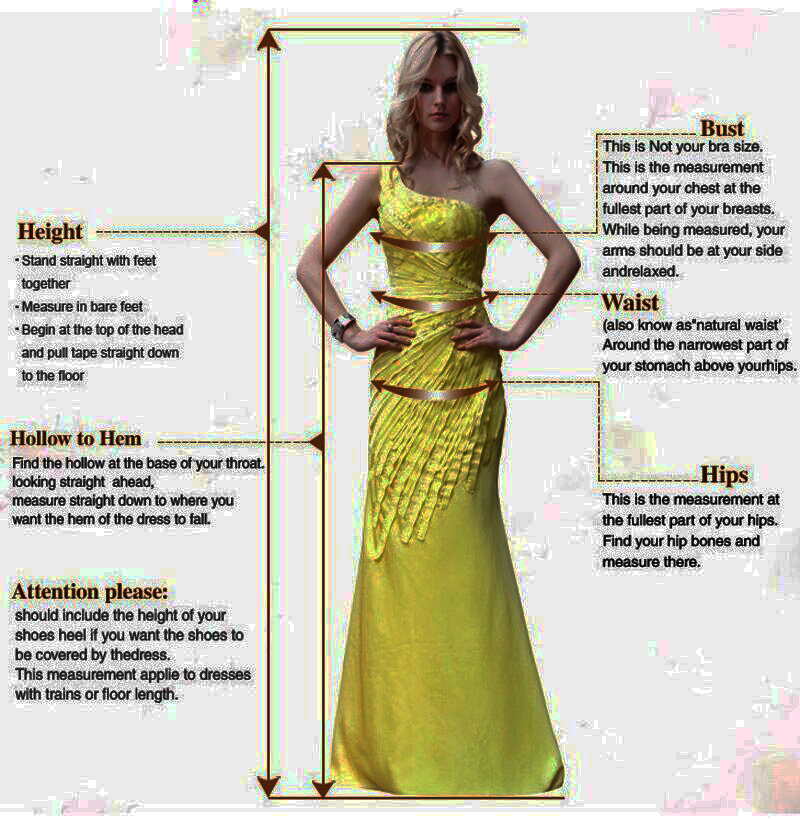 Height
· Stand straight with feet
together
· Measure in bare feet
· Begin at the top of the head
and pull tape straight down
to the floor
Hollow to Hem
Find the hollow at the base of your throat.
looking straight ahead,
measure straight down to where you
want the hem of the dress to fall.
Attention please:
should include the height of your
shoes heel if you want the shoes to
be covered by thedress.
This measurement applie to dresses
with trains or floor length.
Bust
This is Not your bra size.
This is the measurement
around your chest at the
fullest part of your breasts.
While being measured, your
arms should be at your side
andrelaxed.
Waist
(also know as"natural waist'
Around the narrowest part of
your stomach above yourhips.
Hips
This is the measurement at
the fullest part of your hips.
Find your hip bones and
measure there.